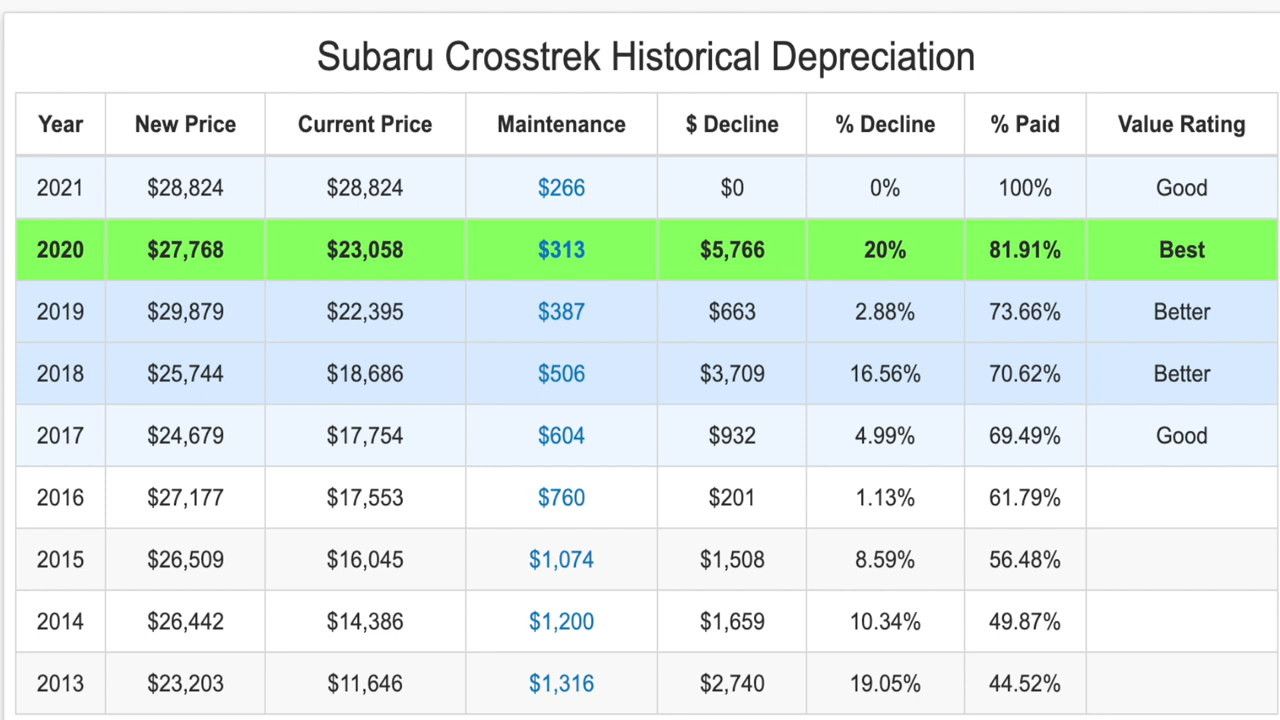 Subaru Crosstrek Historical Depreciation
Year New Price Current Price Maintenance $ Decline % Decline % Paid Value Rating
2021 $28,824 $28,824 $266 $0 0% 100% Good
2020 $27,768 $23,058 $313 $5,766 20% 81.91% Best
2019 $29,879 $22,395 $387 $663 2.88% 73.66% Better
2018 $25,744 $18,686 $506 $3,709 16.56% 70.62% Better
2017 $24,679 $17,754 $604 $932 4.99% 69.49% Good
2016 $27,177 $17,553 $760 $201 1.13% 61.79%
2015 $26,509 $16,045 $1,074 $1,508 8.59% 56.48%
2014 $26,442 $14,386 $1,200 $1,659 10.34% 49.87%
2013 $23,203 $11,646 $1,316 $2,740 19.05% 44.52%